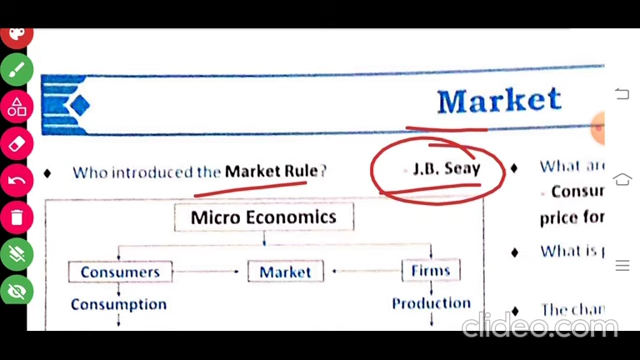 Market
Who introduced the Market Rule? - J.B. Seay
What are
Micro Economics
- Consur
price for
Consumers Market Firms
What is p
Consumption Production
The chan
clideo.com